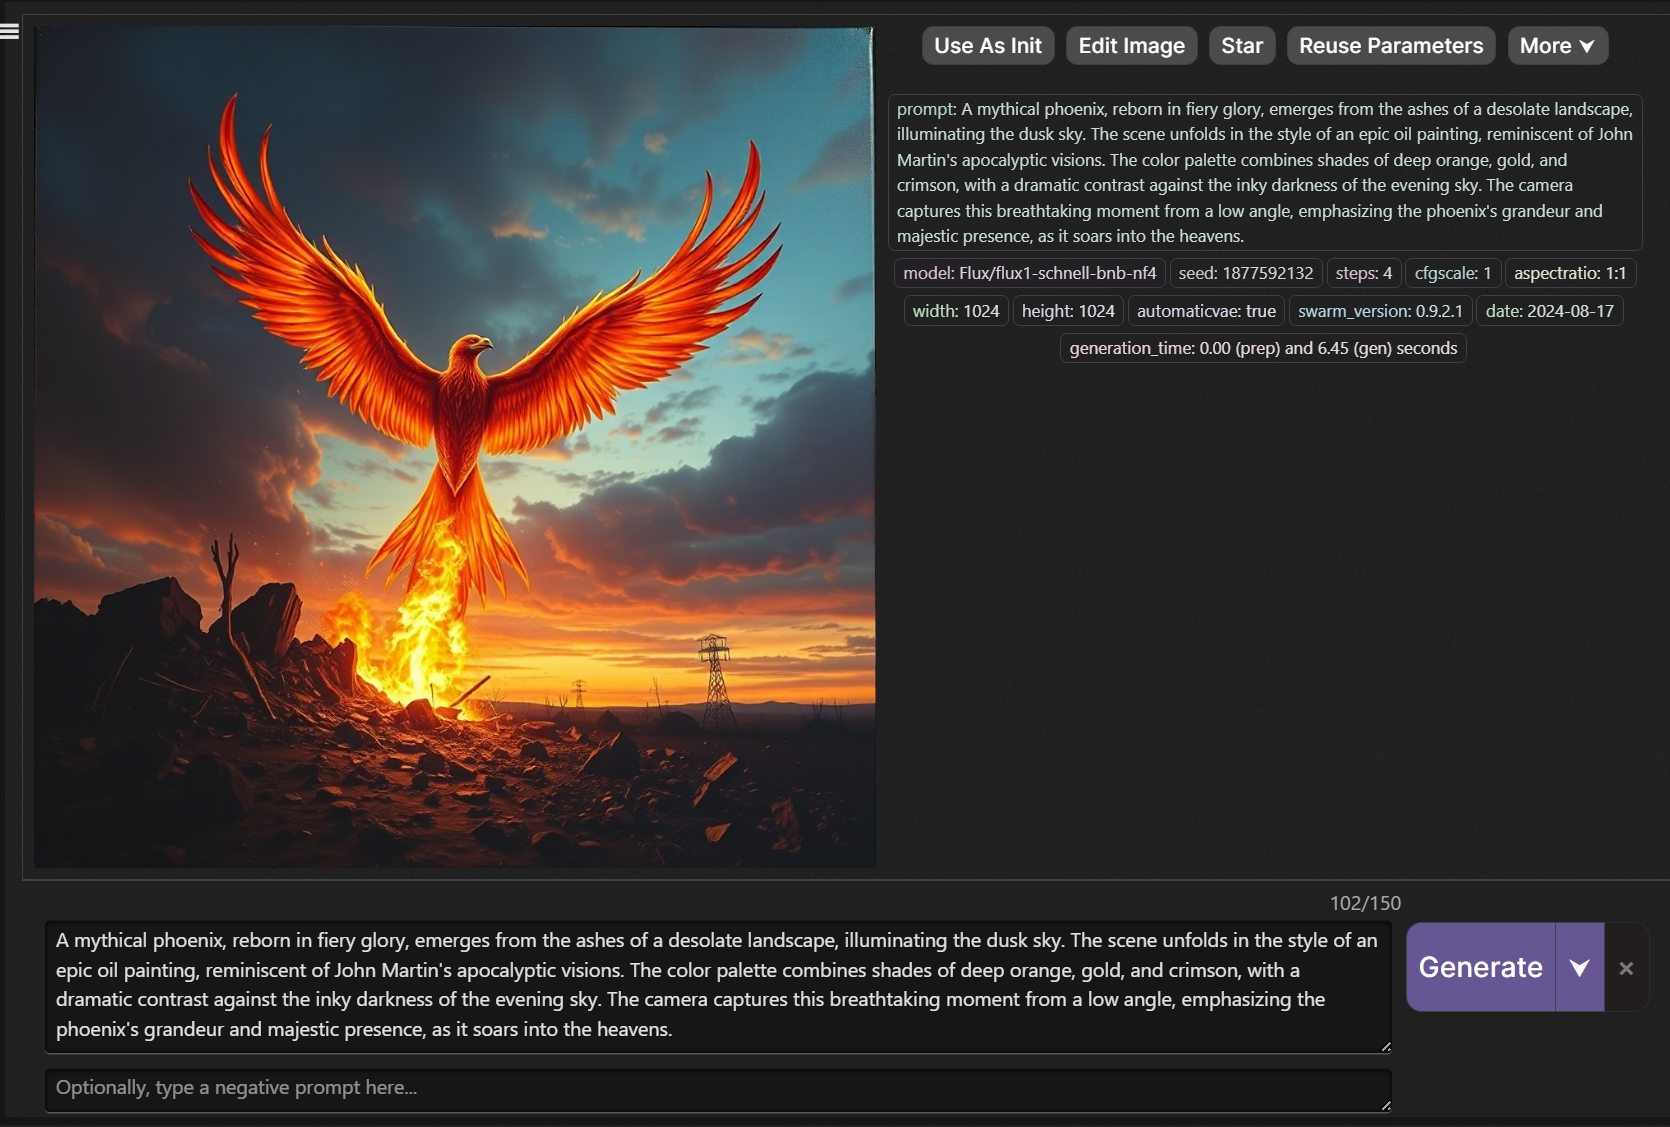 Use As Init
Edit Image
Star
Reuse Parameters
More
prompt: A mythical phoenix, reborn in fiery glory, emerges from the ashes of a desolate landscape,
illuminating the dusk sky. The scene unfolds in the style of an epic oil painting, reminiscent of John
Martin's apocalyptic visions. The color palette combines shades of deep orange, gold, and
crimson, with a dramatic contrast against the inky darkness of the evening sky. The camera
captures this breathtaking moment from a low angle, emphasizing the phoenix's grandeur and
majestic presence, as it soars into the heavens.
model: Flux/flux1-schnell-bnb-nf4
seed: 1877592132
steps: 4
cfgscale: 1
aspectratio: 1:1
width: 1024
height: 1024
automaticvae: true
swarm_version: 0.9.2.1
date: 2024-08-17
generation_time: 0.00 (prep) and 6.45 (gen) seconds
102/150
A mythical phoenix, reborn in fiery glory, emerges from the ashes of a desolate landscape, illuminating the dusk sky. The scene unfolds in the style of an
epic oil painting, reminiscent of John Martin's apocalyptic visions. The color palette combines shades of deep orange, gold, and crimson, with a
dramatic contrast against the inky darkness of the evening sky. The camera captures this breathtaking moment from a low angle, emphasizing the
phoenix's grandeur and majestic presence, as it soars into the heavens.
Generate
×
Optionally, type a negative prompt here...